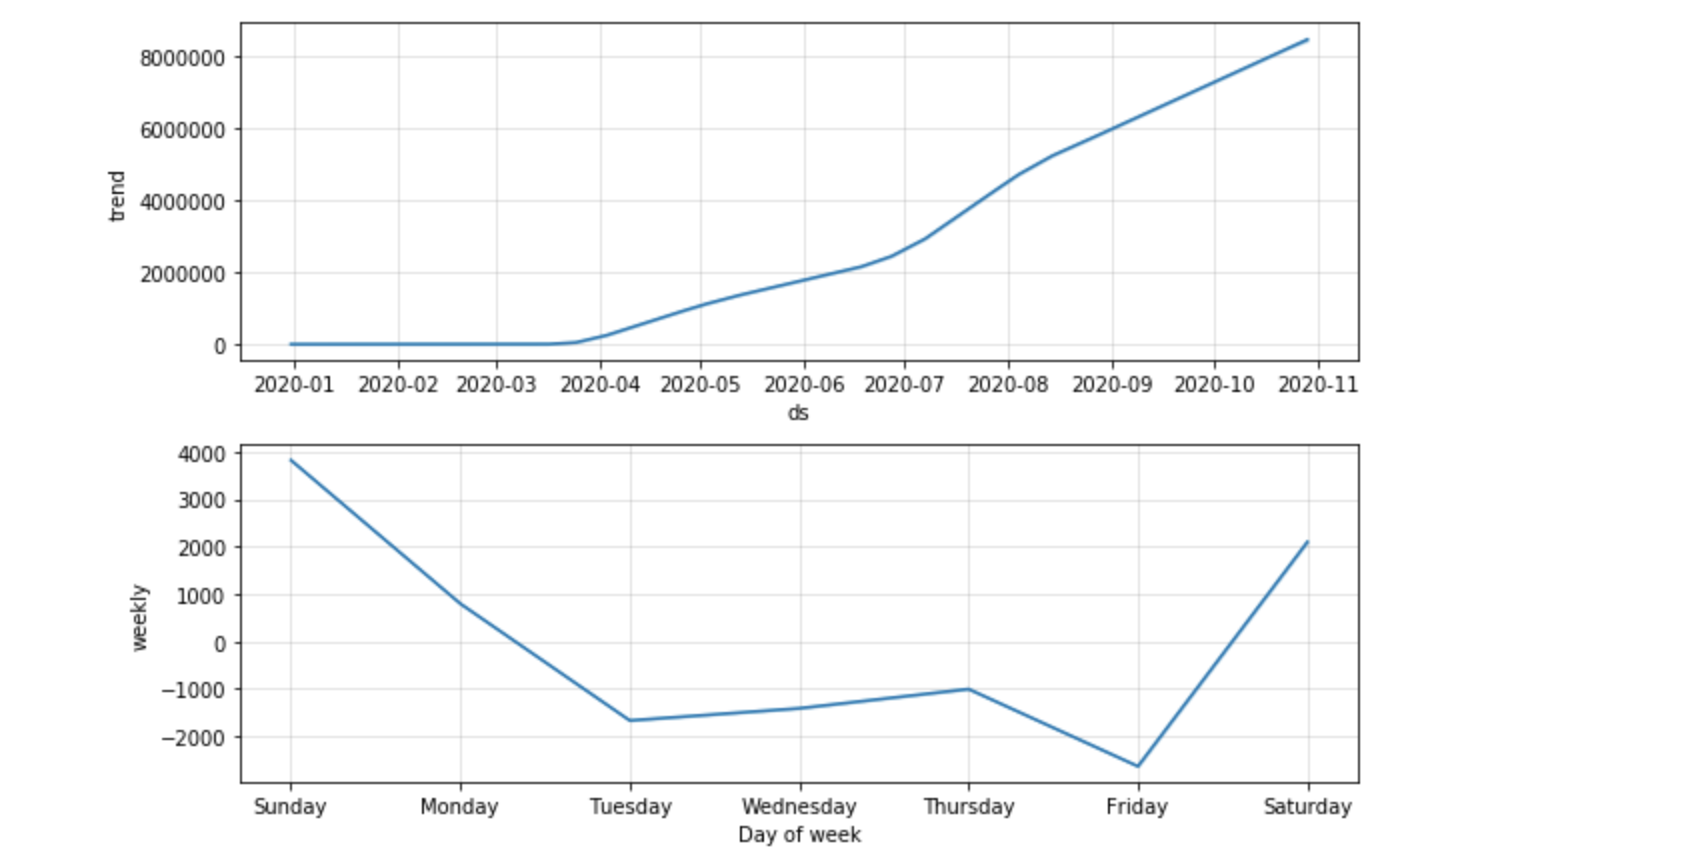 8000000
6000000
4000000
2000000
0
trend
2020-01 2020-02 2020-03 2020-04 2020-05 2020-06 2020-07 2020-08 2020-09 2020-10 2020-11
ds
4000
3000
2000
1000
0
−1000
−2000
weekly
Sunday Monday Tuesday Wednesday Thursday Friday Saturday
Day of week